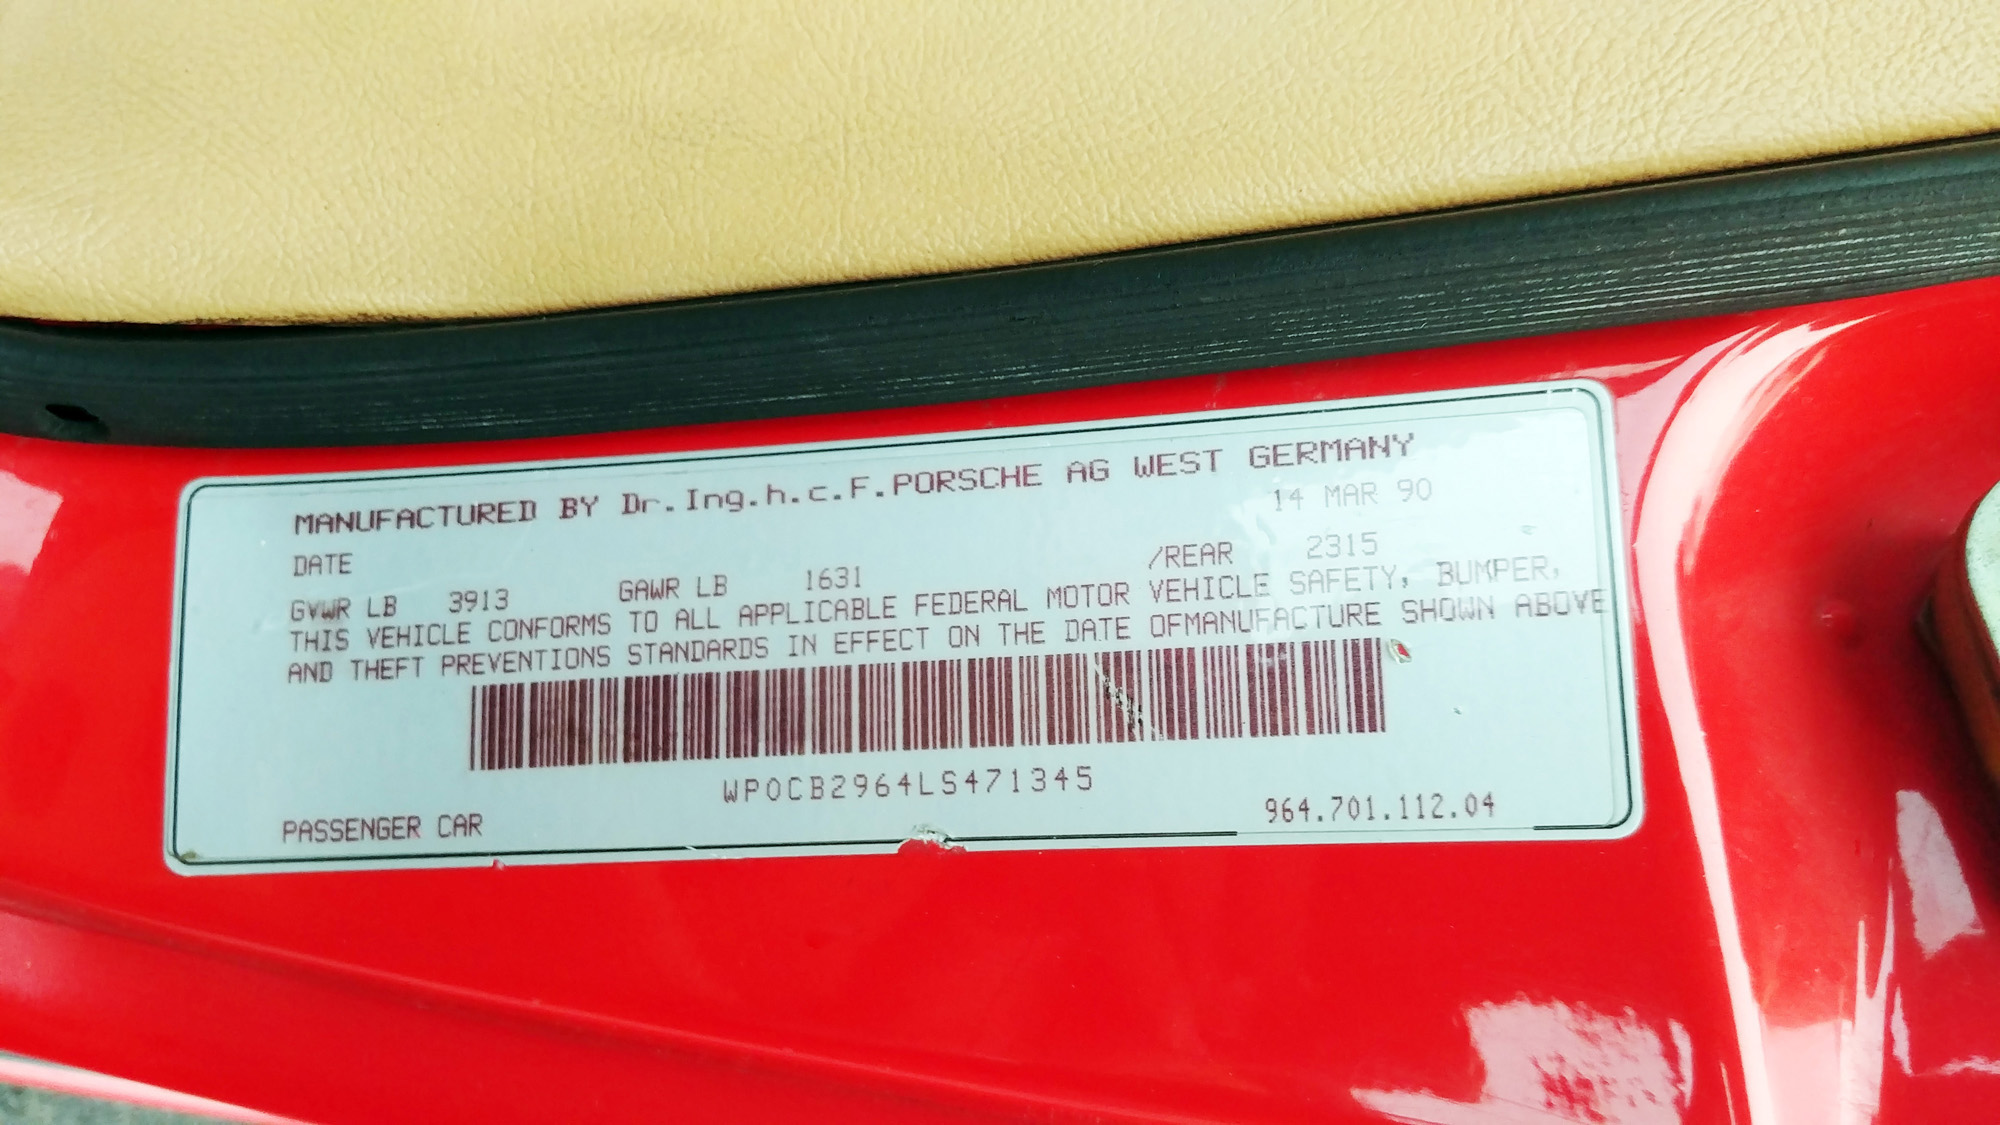 MANUFACTURED BY Dr.Ing.h.c.F.PORSCHE AG WEST GERMANY
DATE 14 MAR 90
GVWR LB 3913 GAWR LB 1631 /REAR 2315
THIS VEHICLE CONFORMS TO ALL APPLICABLE FEDERAL MOTOR VEHICLE SAFETY, BUMPER,
AND THEFT PREVENTIONS STANDARDS IN EFFECT ON THE DATE OFMANUFACTURE SHOWN ABOVE
WP0CB2964LS471345
PASSENGER CAR 964.701.112.04